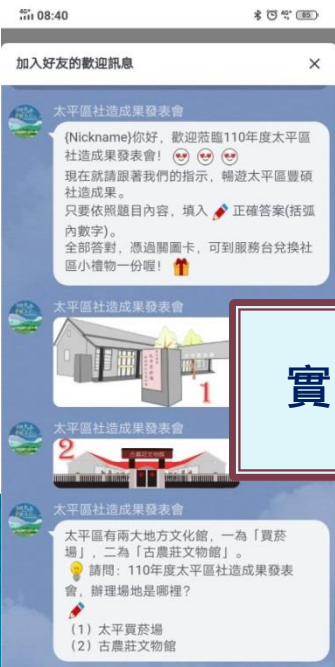 4G+ 08:40 4G+ 85
加入好友的歡迎訊息 ×
太平區社造成果發表會
{Nickname}你好，歡迎蒞臨110年度太平區
社造成果發表會！
現在就請跟著我們的指示，暢遊太平區豐碩
社造成果。
只要依照題目內容，填入 正確答案(括弧
內數字)。
全部答對，憑過關圖卡，可到服務台兌換社
區小禮物一份喔！
太平區社造成果發表會
1
實
太平區社造成果發表會
2
古農莊文物館
太平區社造成果發表會
太平區有兩大地方文化館，一為「買菸
場」，二為「古農莊文物館」。
請問：110年度太平區社造成果發表
會，辦理場地是哪裡？
（1）太平買菸場
（2）古農莊文物館